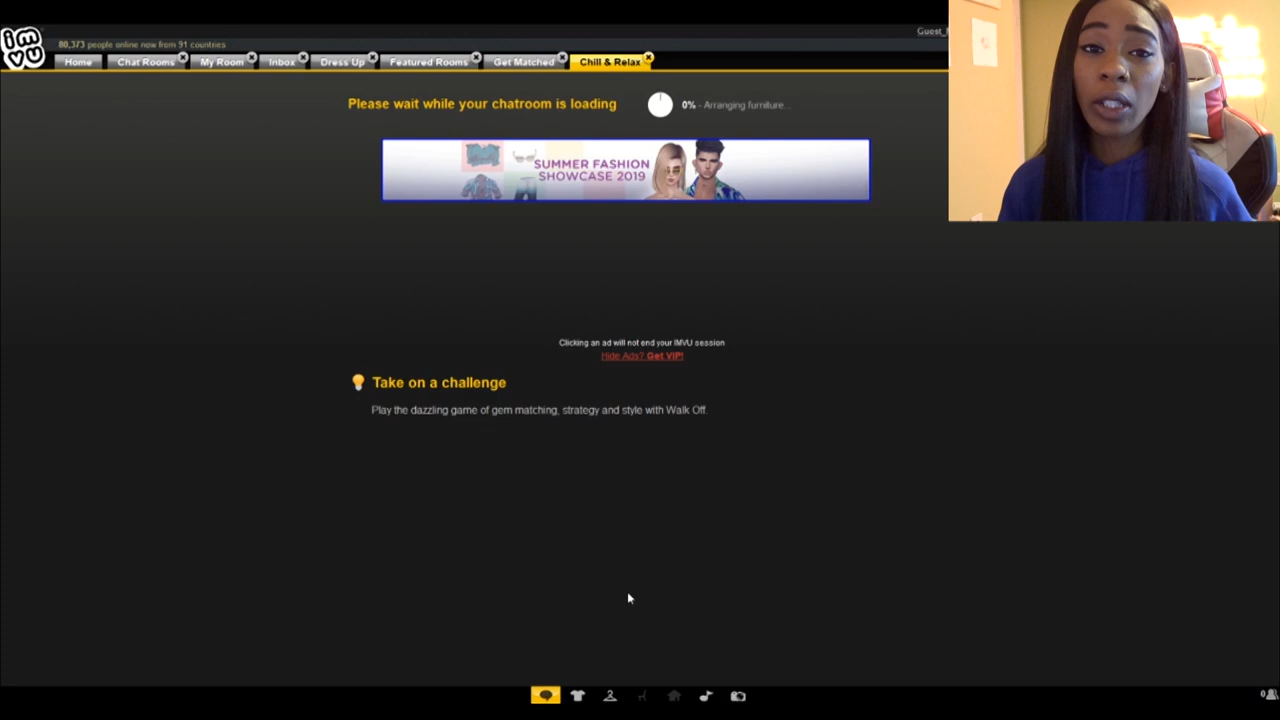 imvu
80,373 people online now from 91 countries
Guest_
Home
Chat Rooms
My Room
Inbox
Dress Up
Featured Rooms
Get Matched
Chill & Relax
Please wait while your chatroom is loading
0% - Arranging furniture...
SUMMER FASHION
SHOWCASE 2019
Clicking an ad will not end your IMVU session
Hide Ads? Get VIP!
Take on a challenge
Play the dazzling game of gem matching, strategy and style with Walk Off.
0